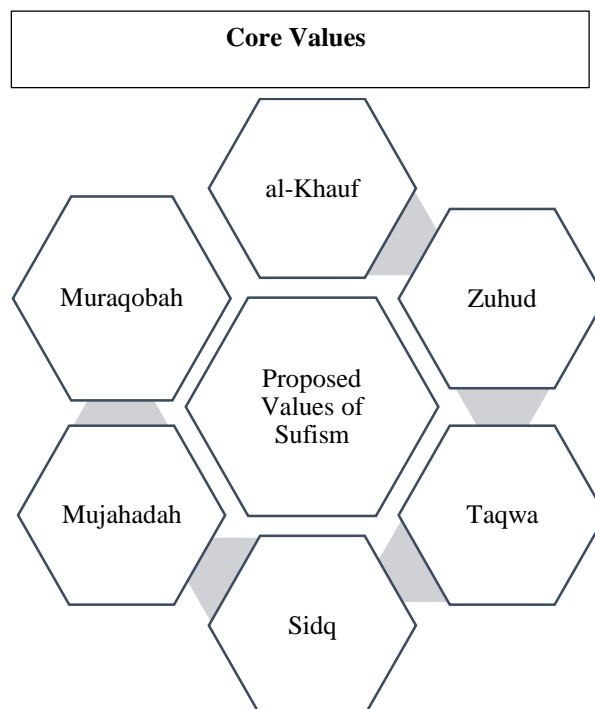 Core Values
al-Khauf
Muraqobah
Zuhud
Proposed
Values of
Sufism
Mujahadah
Taqwa
Sidq